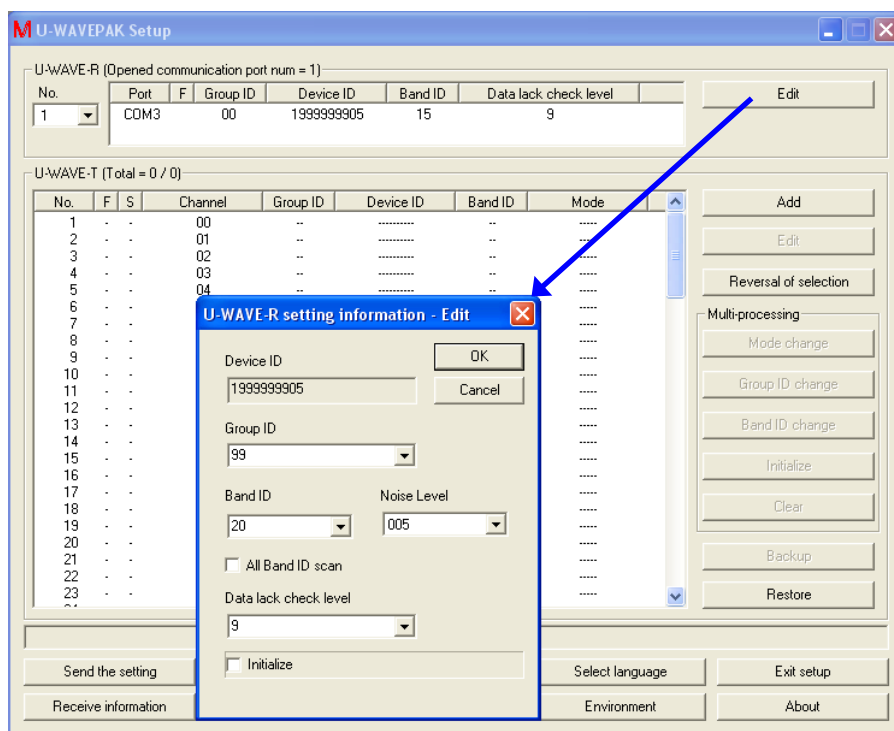 M U-WAVEPAK Setup
U-WAVE-R (Opened communication port num = 1)
No. Port F Group ID Device ID Band ID Data lack check level
1 COM3 00 1999999905 15 9
Edit
U-WAVE-T (Total = 0 / 0)
No. F S Channel Group ID Device ID Band ID Mode
1 - - 00 -- ---------- -- -----
2 - - 01 -- ---------- -- -----
3 - - 02 -- ---------- -- -----
4 - - 03 -- ---------- -- -----
5 - - 04 -----
6 - - -----
7 - - -----
8 - - -----
9 - - -----
10 - - -----
11 - - -----
12 - - -----
13 - - -----
14 - - -----
15 - - -----
16 - - -----
17 - - -----
18 - - -----
19 - - -----
20 - - -----
21 - - -----
22 - - -----
23 - - -----
Add
Edit
Reversal of selection
Multi-processing
Mode change
Group ID change
Band ID change
Initialize
Clear
Backup
Restore
U-WAVE-R setting information - Edit
Device ID
OK
1999999905
Cancel
Group ID
99
Band ID Noise Level
20 005
All Band ID scan
Data lack check level
9
Initialize
Send the setting Select language Exit setup
Receive information Environment About